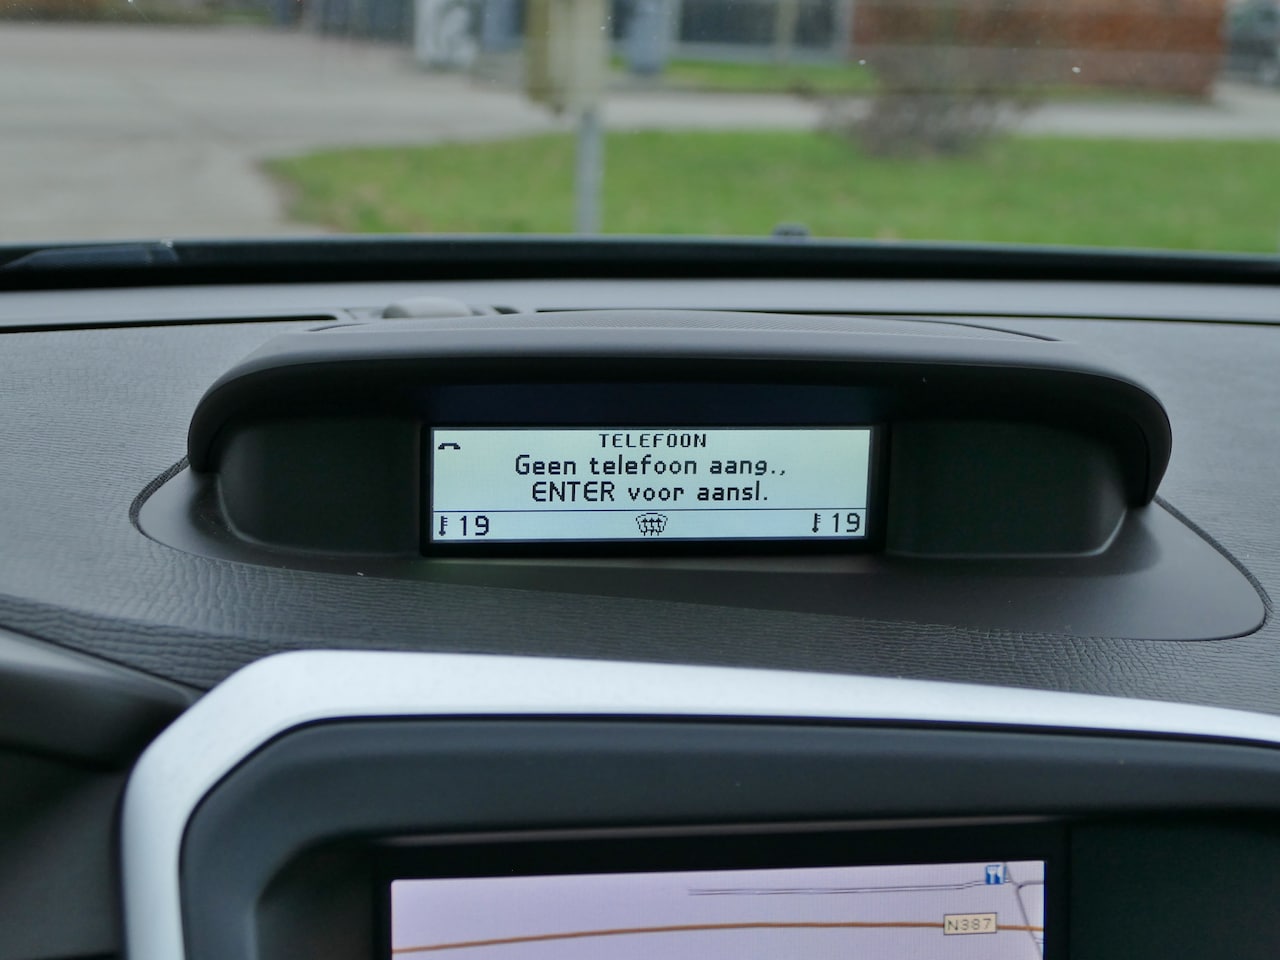 TELEFOON
Geen telefoon aang.,
ENTER voor aansl.
19 19
N387